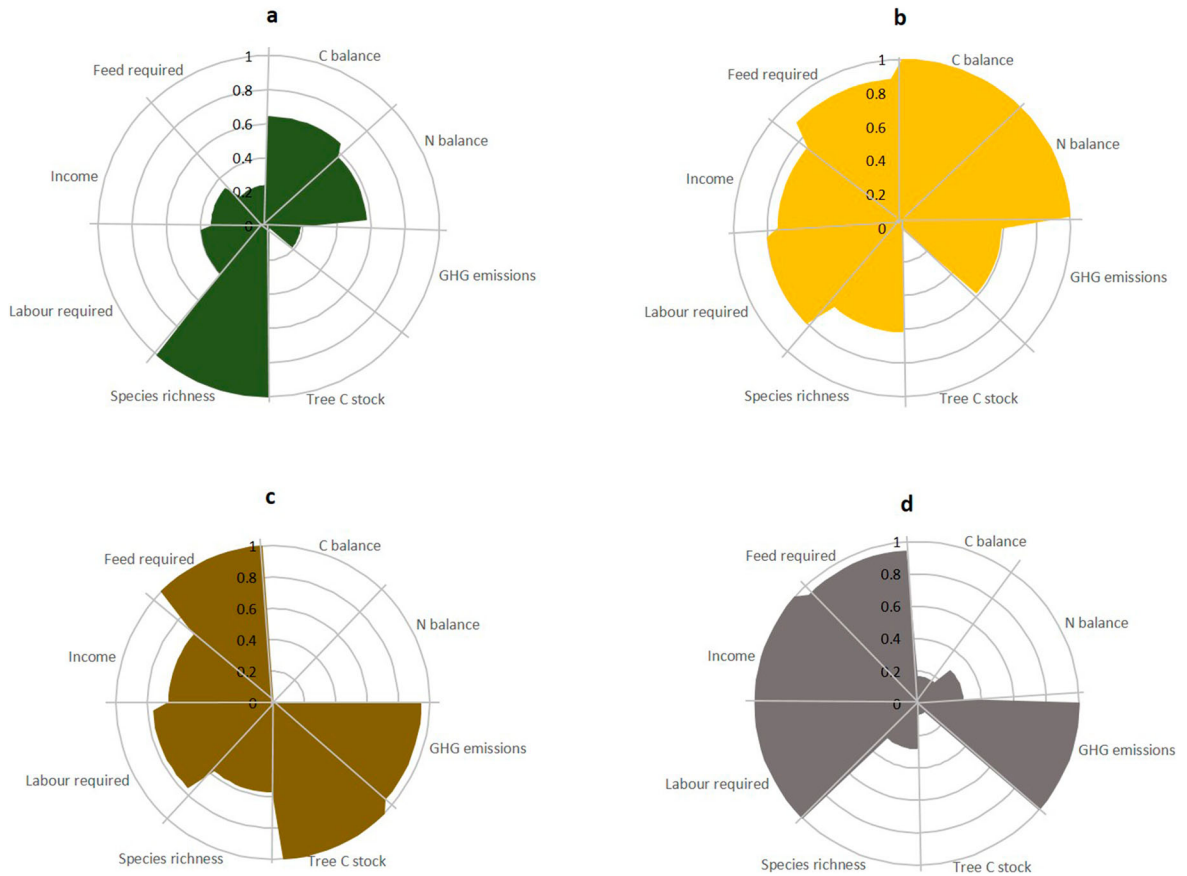 a
1
C balance
Feed required
0.8
0.6
N balance
0.4
Income
0.2
0
GHG emissions
Labour required
Species richness
Tree C stock
b
1
C balance
Feed required
0.8
0.6
N balance
0.4
Income
0.2
0
GHG emissions
Labour required
Species richness
Tree C stock
c
1
C balance
Feed required
0.8
0.6
N balance
0.4
Income
0.2
0
GHG emissions
Labour required
Species richness
Tree C stock
d
1
C balance
Feed required
0.8
0.6
N balance
0.4
Income
0.2
0
GHG emissions
Labour required
Species richness
Tree C stock